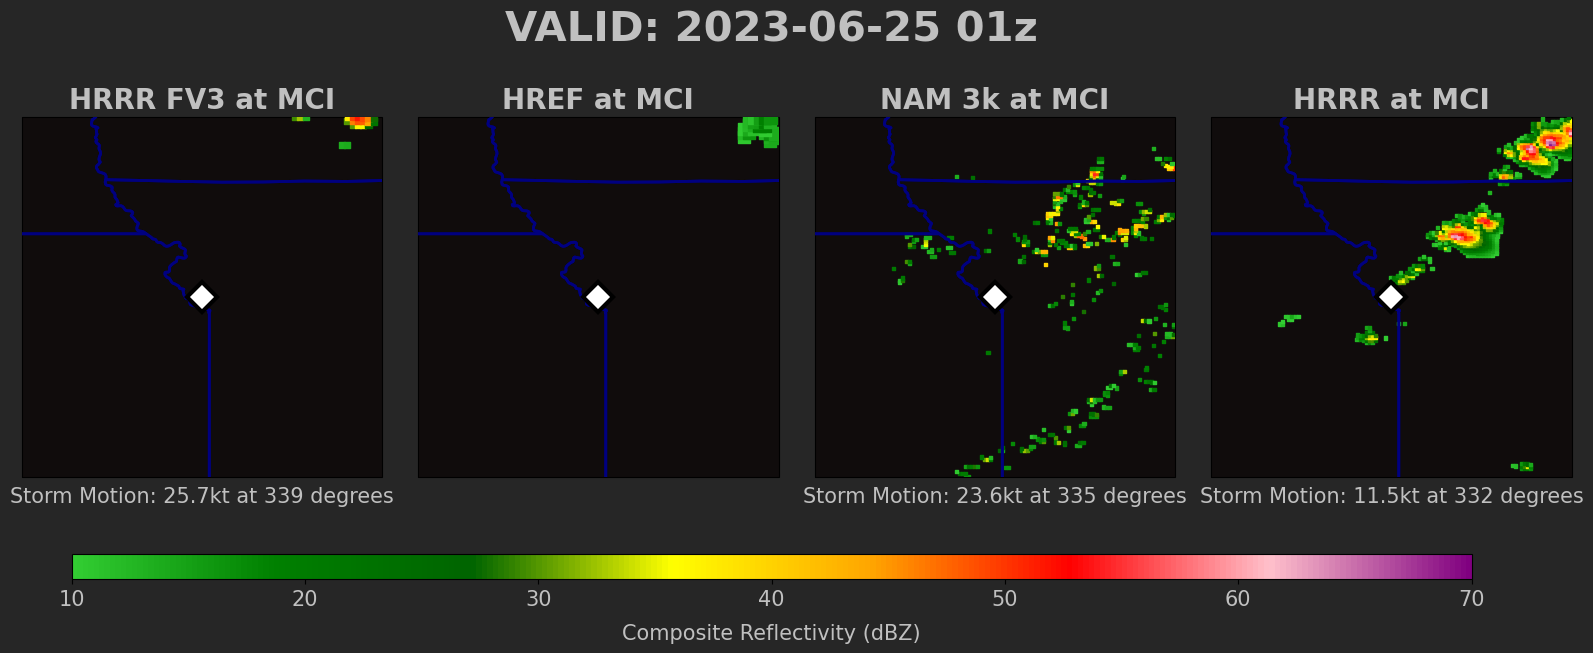 VALID: 2023-06-25 01z
HRRR FV3 at MCI
HREF at MCI
NAM 3k at MCI
HRRR at MCI
Storm Motion: 25.7kt at 339 degrees
Storm Motion: 23.6kt at 335 degrees
Storm Motion: 11.5kt at 332 degrees
10 20 30 40 50 60 70
Composite Reflectivity (dBZ)